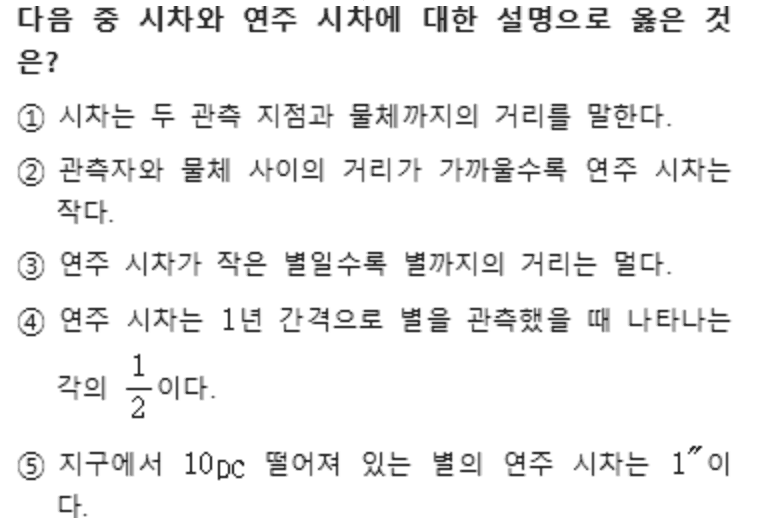 다음 중 시차와 연주 시차에 대한 설명으로 옳은 것
은?
① 시차는 두 관측 지점과 물체까지의 거리를 말한다.
② 관측자와 물체 사이의 거리가 가까울수록 연주 시차는
작다.
③ 연주 시차가 작은 별일수록 별까지의 거리는 멀다.
④ 연주 시차는 1년 간격으로 별을 관측했을 때 나타나는
각의 1/2이다.
⑤ 지구에서 10pc 떨어져 있는 별의 연주 시차는 1″이
다.